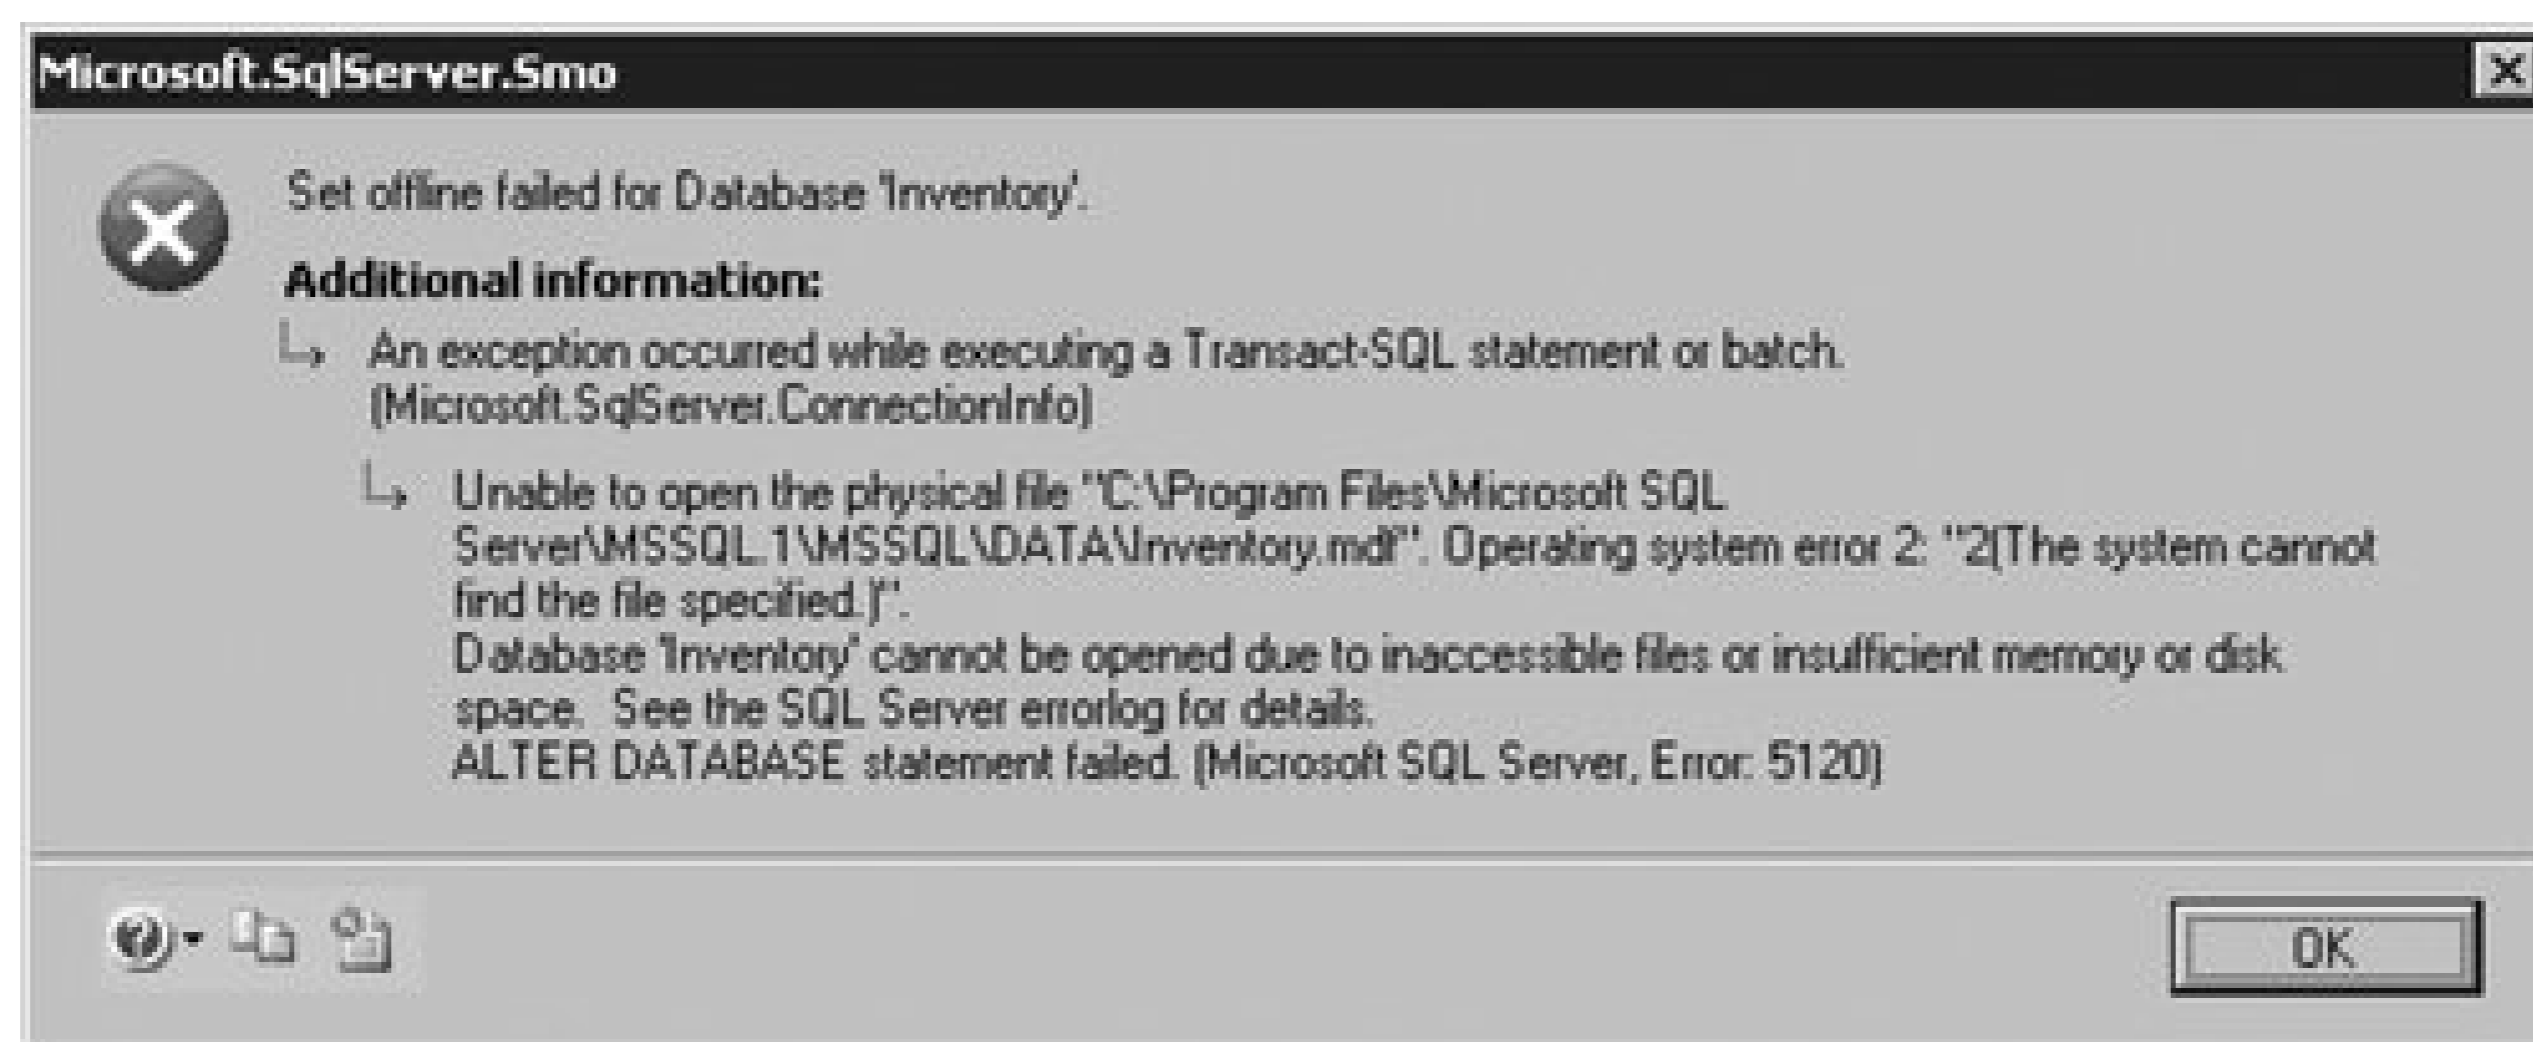 Microsoft.SqlServer.Smo
Set offline failed for Database 'Inventory'.
Additional information:
An exception occurred while executing a Transact-SQL statement or batch.
(Microsoft.SqlServer.ConnectionInfo)
Unable to open the physical file "C:\Program Files\Microsoft SQL
Server\MSSQL.1\MSSQL\DATA\Inventory.mdf". Operating system error 2: "2(The system cannot
find the file specified.)".
Database 'Inventory' cannot be opened due to inaccessible files or insufficient memory or disk
space.  See the SQL Server errorlog for details.
ALTER DATABASE statement failed. (Microsoft SQL Server, Error: 5120)
OK